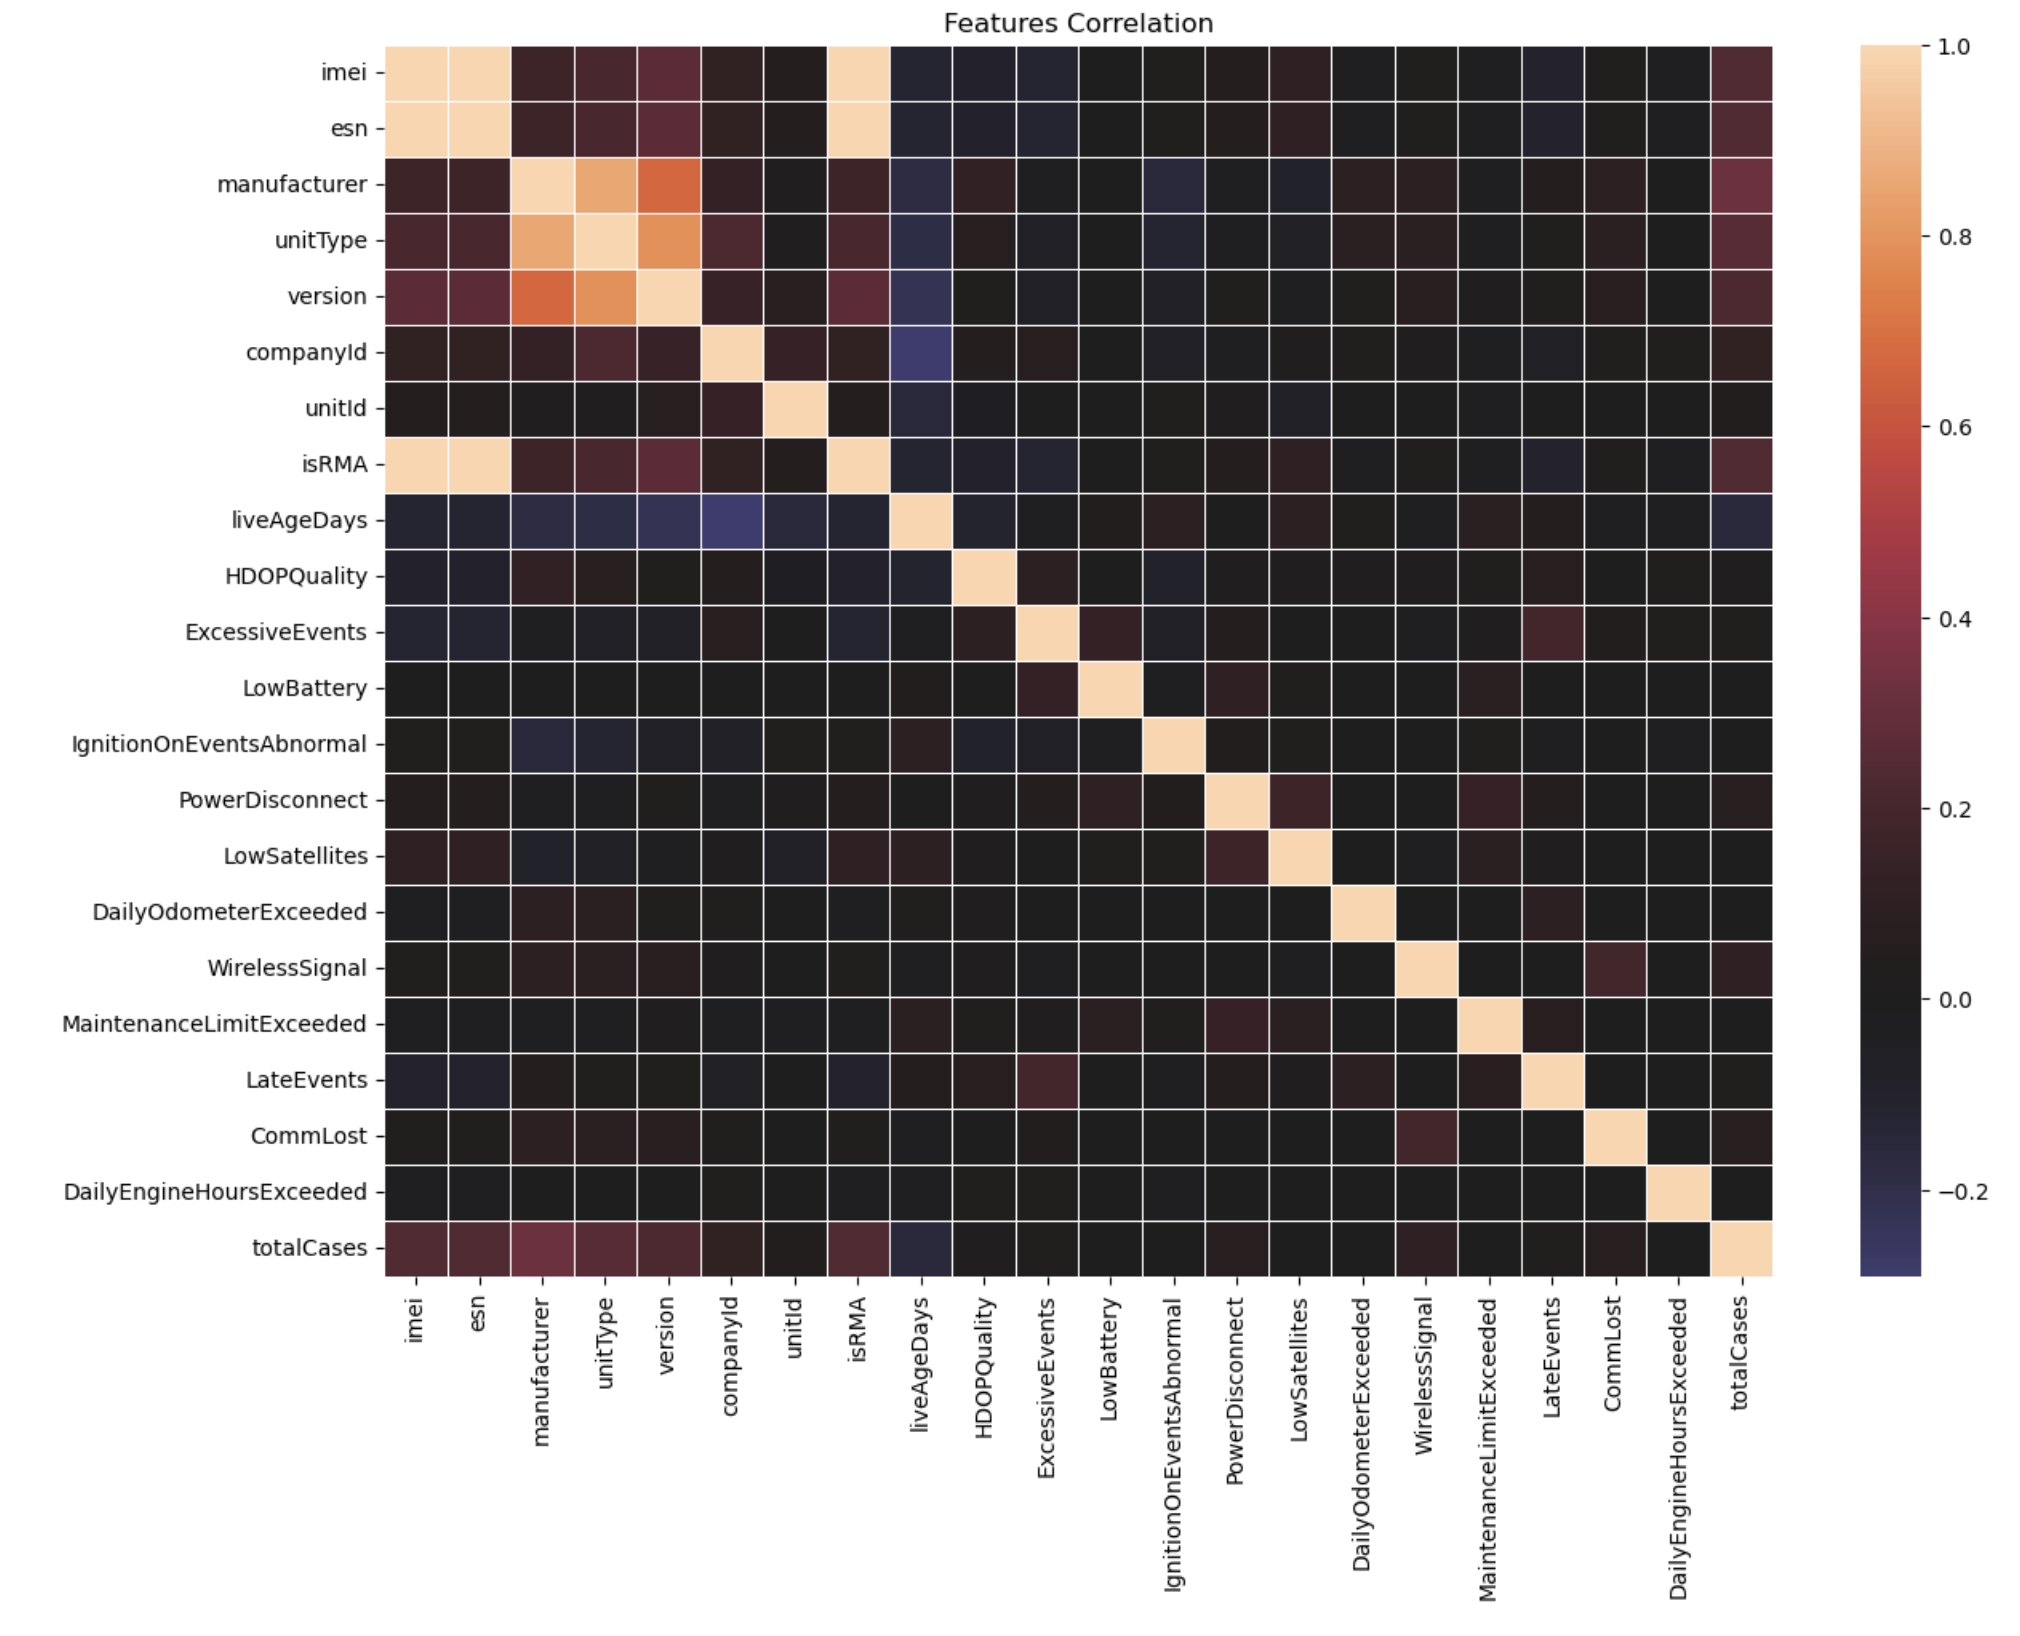 Features Correlation
imei
esn
manufacturer
unitType
version
companyId
unitId
isRMA
liveAgeDays
HDOPQuality
ExcessiveEvents
LowBattery
IgnitionOnEventsAbnormal
PowerDisconnect
LowSatellites
DailyOdometerExceeded
WirelessSignal
MaintenanceLimitExceeded
LateEvents
CommLost
DailyEngineHoursExceeded
totalCases
imei
esn
manufacturer
unitType
version
companyId
unitId
isRMA
liveAgeDays
HDOPQuality
ExcessiveEvents
LowBattery
IgnitionOnEventsAbnormal
PowerDisconnect
LowSatellites
DailyOdometerExceeded
WirelessSignal
MaintenanceLimitExceeded
LateEvents
CommLost
DailyEngineHoursExceeded
totalCases
1.0
0.8
0.6
0.4
0.2
0.0
−0.2